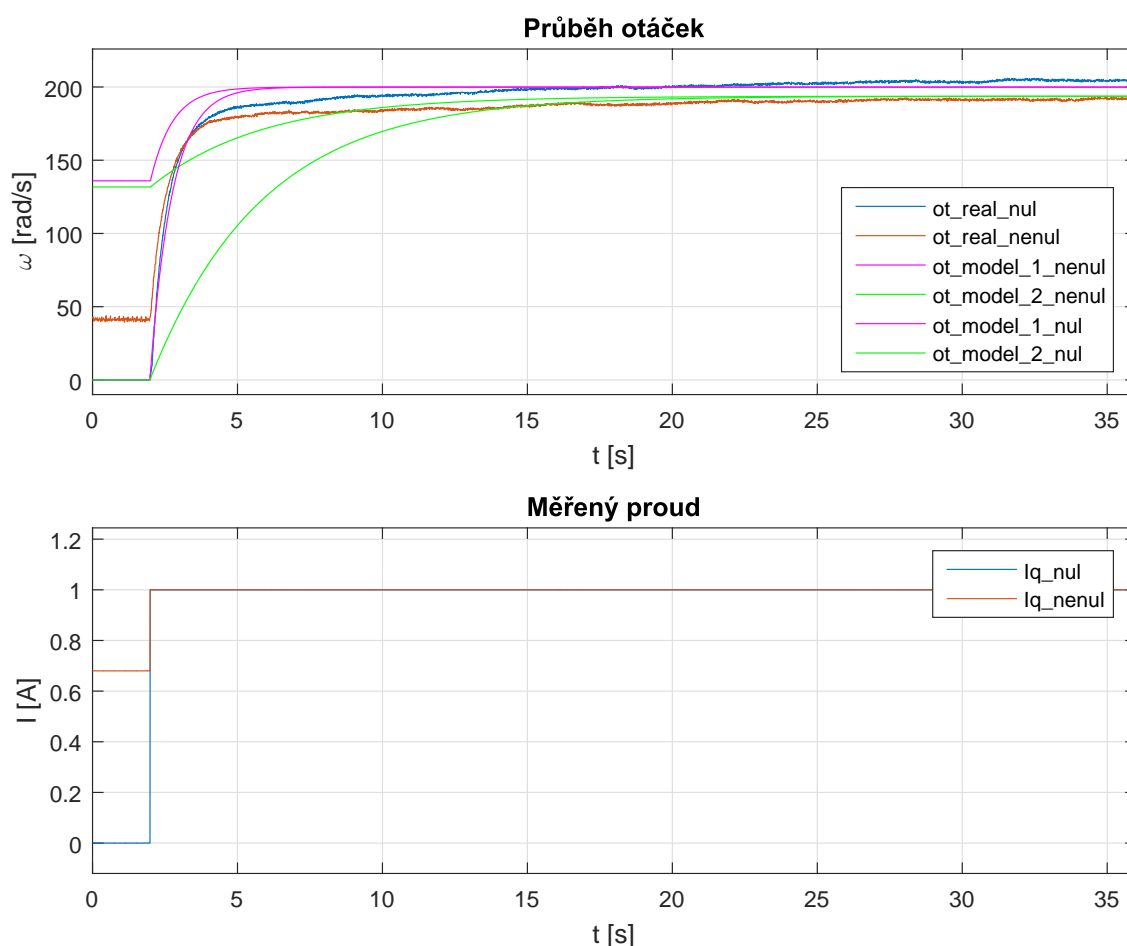 Průběh otáček
ω [rad/s]
200
150
100
50
0
ot_real_nul
ot_real_nenul
ot_model_1_nenul
ot_model_2_nenul
ot_model_1_nul
ot_model_2_nul
0 5 10 15 20 25 30 35
t [s]
Měřený proud
I [A]
1.2
1
0.8
0.6
0.4
0.2
0
Iq_nul
Iq_nenul
0 5 10 15 20 25 30 35
t [s]